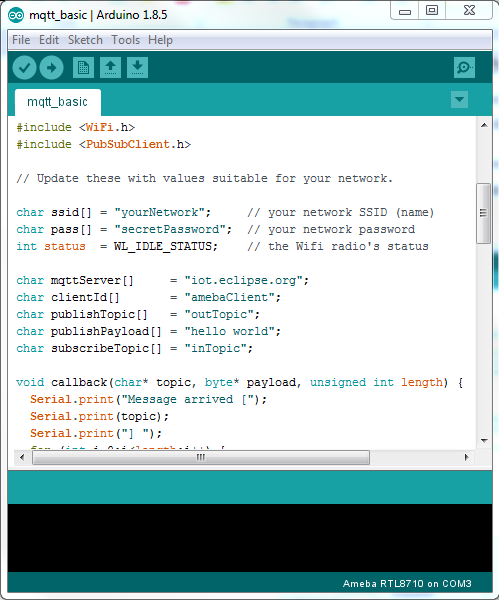 mqtt_basic | Arduino 1.8.5
File Edit Sketch Tools Help
mqtt_basic
#include <WiFi.h>
#include <PubSubClient.h>
// Update these with values suitable for your network.
char ssid[] = "yourNetwork";     // your network SSID (name)
char pass[] = "secretPassword";  // your network password
int status  = WL_IDLE_STATUS;    // the Wifi radio's status
char mqttServer[]     = "iot.eclipse.org";
char clientId[]       = "amebaClient";
char publishTopic[]   = "outTopic";
char publishPayload[] = "hello world";
char subscribeTopic[] = "inTopic";
void callback(char* topic, byte* payload, unsigned int length) {
  Serial.print("Message arrived [");
  Serial.print(topic);
  Serial.print("] ");
  for (int i=0;i<length;i++) {
Ameba RTL8710 on COM3